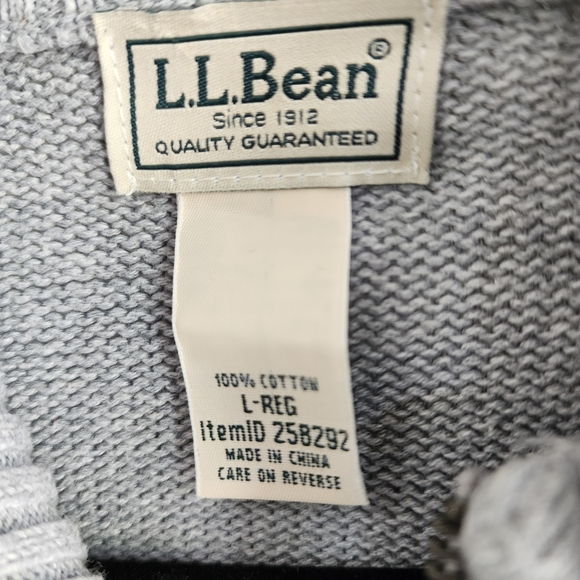 L.L.Bean®
Since 1912
QUALITY GUARANTEED
100% COTTON
L-REG
ItemID 258292
MADE IN CHINA
CARE ON REVERSE